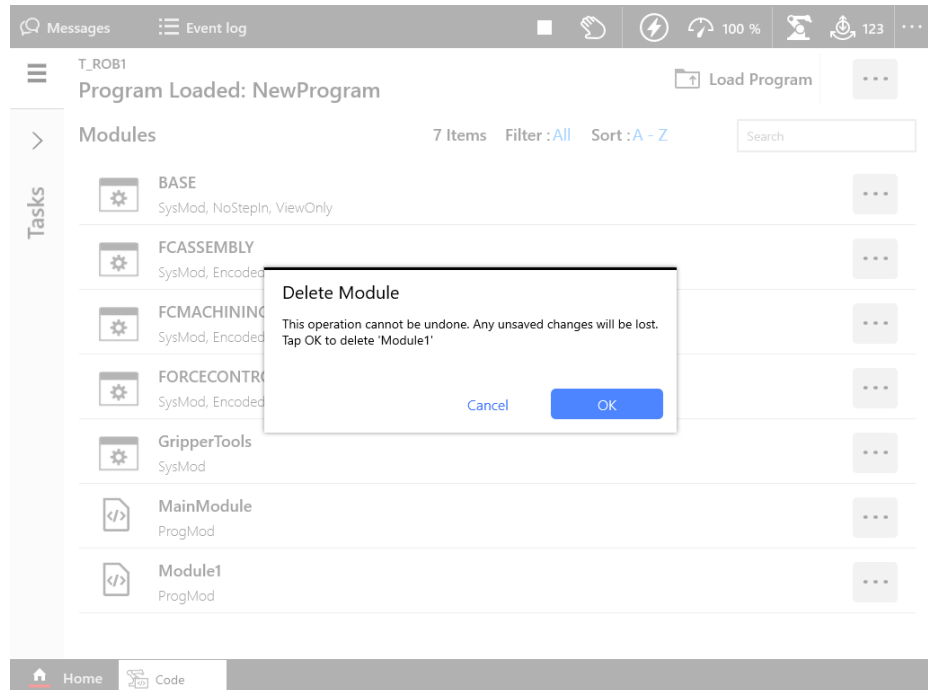 Messages Event log 100 % 123
T_ROB1
Program Loaded: NewProgram
Load Program
Modules 7 Items Filter : All Sort : A - Z Search
Tasks
BASE
SysMod, NoStepIn, ViewOnly
FCASSEMBLY
SysMod, Encoded
FCMACHINING
SysMod, Encoded
FORCECONTR
SysMod, Encoded
GripperTools
SysMod
MainModule
ProgMod
Module1
ProgMod
Delete Module
This operation cannot be undone. Any unsaved changes will be lost.
Tap OK to delete 'Module1'
Cancel OK
Home Code